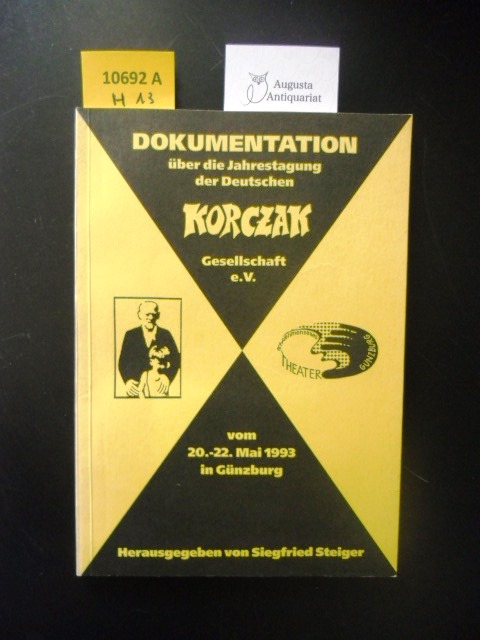 10692 A
H 13
Augusta
Antiquariat
DOKUMENTATION
über die Jahrestagung
der Deutschen
KORCZAK
Gesellschaft
e.V.
THEATER
GÜNZBURG
vom
20.-22. Mai 1993
in Günzburg
Herausgegeben von Siegfried Steiger